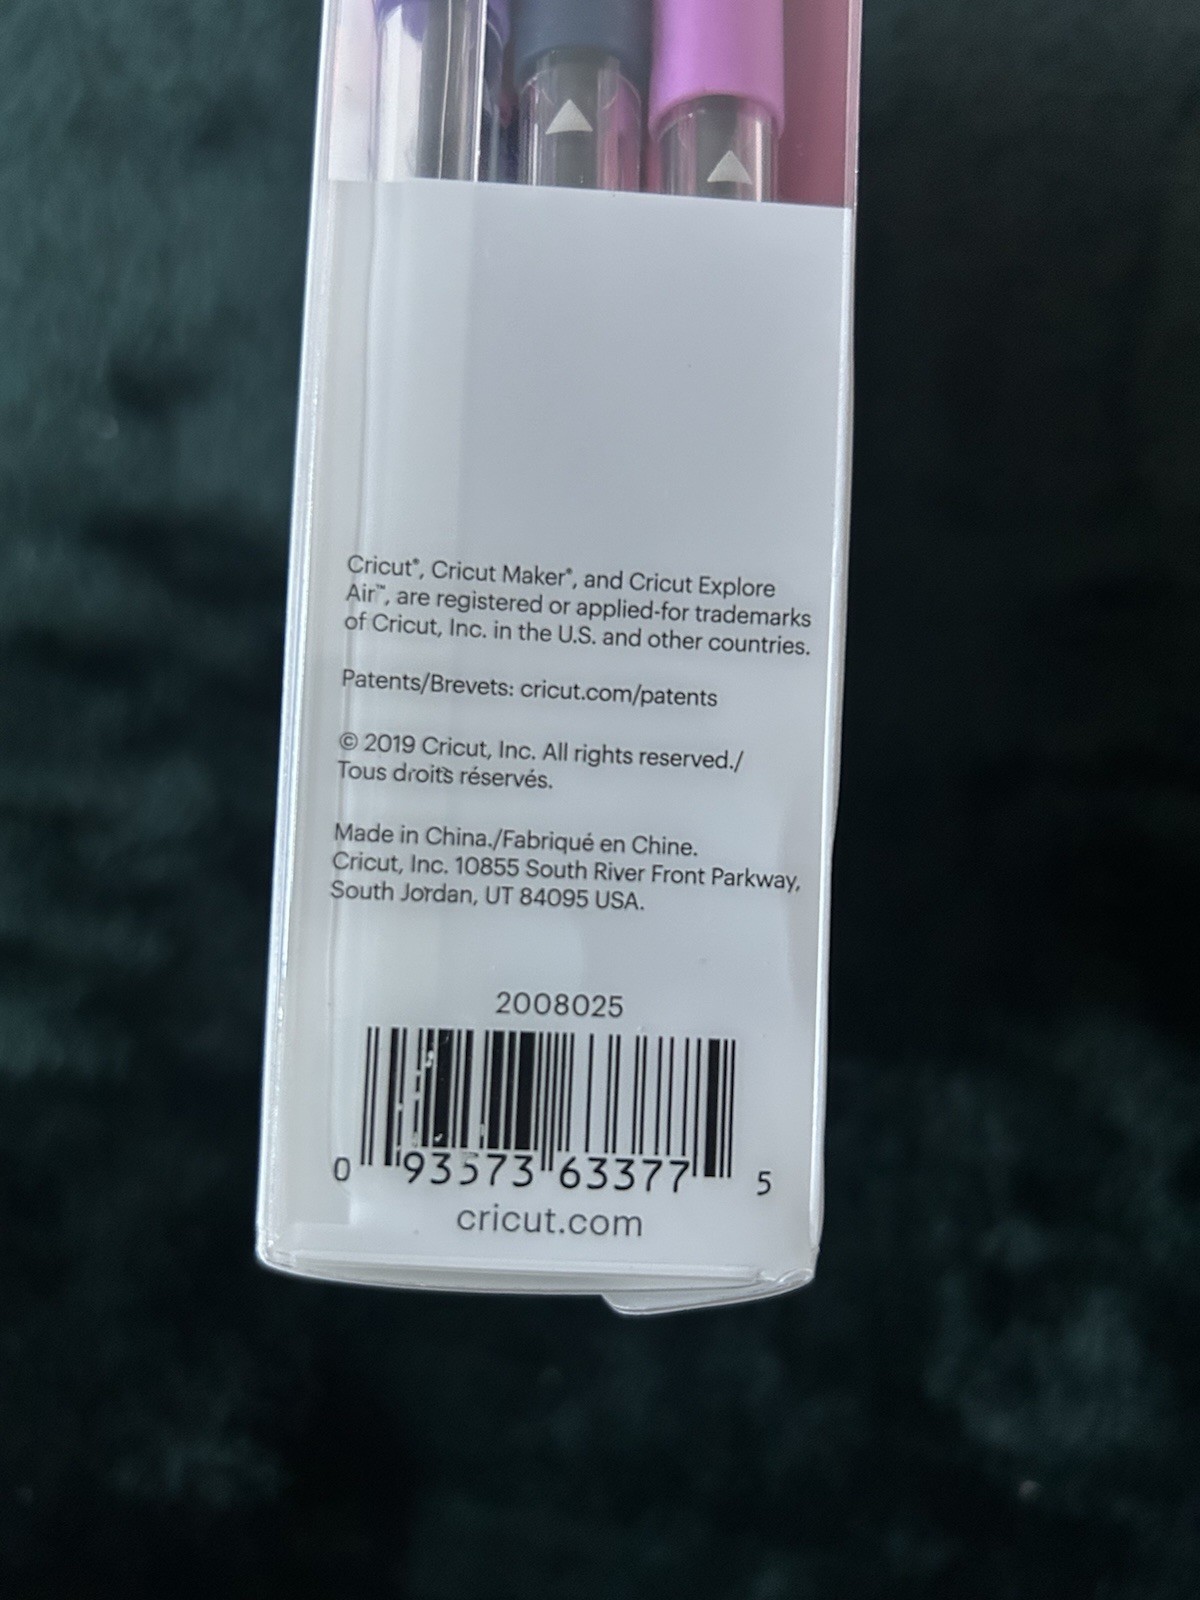 Cricut®, Cricut Maker®, and Cricut Explore
Air™, are registered or applied-for trademarks
of Cricut, Inc. in the U.S. and other countries.
Patents/Brevets: cricut.com/patents
© 2019 Cricut, Inc. All rights reserved./
Tous droits réservés.
Made in China./Fabriqué en Chine.
Cricut, Inc. 10855 South River Front Parkway,
South Jordan, UT 84095 USA.
2008025
0 93573 63377 5
cricut.com